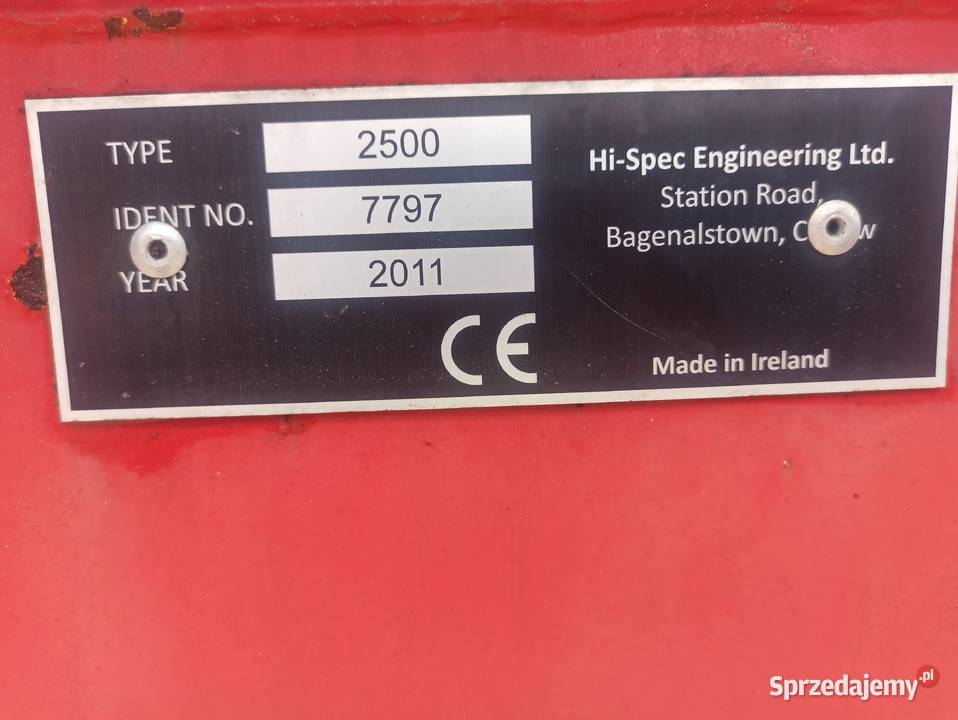 TYPE 2500
IDENT NO. 7797
YEAR 2011
CE
Hi-Spec Engineering Ltd.
Station Road,
Bagenalstown,
Made in Ireland
Sprzedajemy.pl